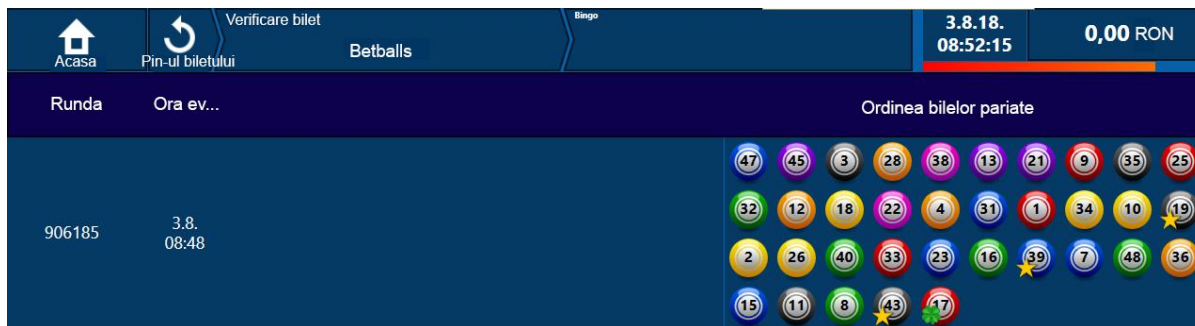 Acasa
Pin-ul biletului
Verificare bilet
Betballs
Bingo
3.8.18.
08:52:15
0,00 RON
Runda Ora ev... Ordinea bilelor pariate
906185
3.8.
08:48
47 45 3 28 38 13 21 9 35 25
32 12 18 22 4 31 1 34 10 19
2 26 40 33 23 16 39 7 48 36
15 11 8 43 17